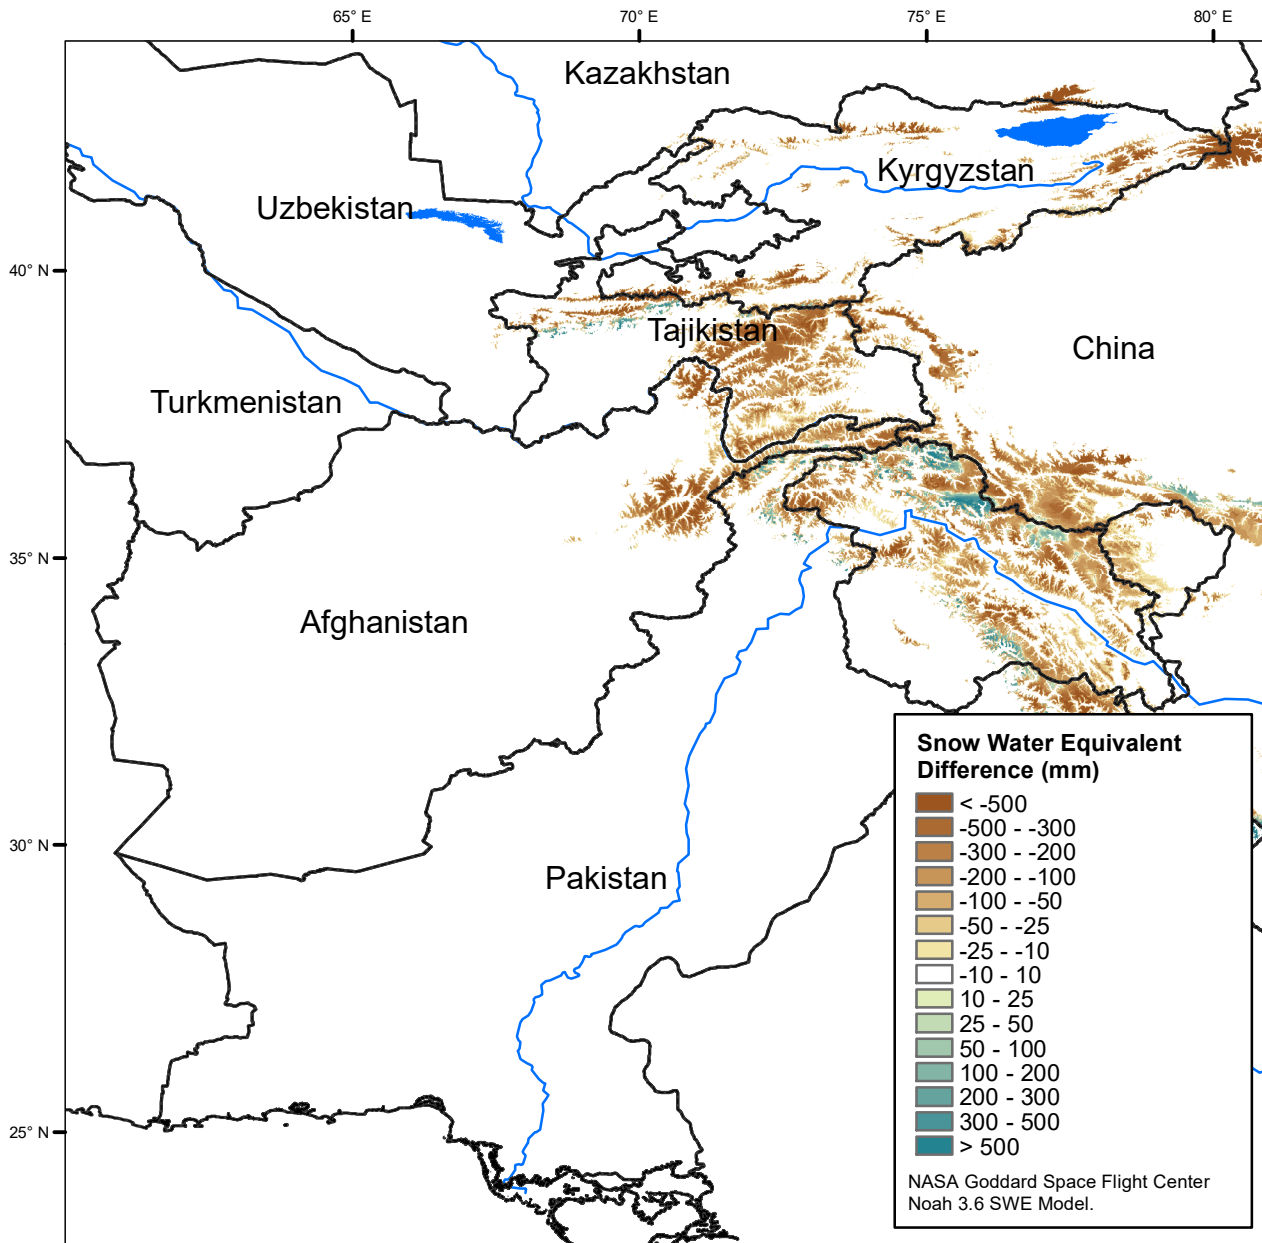 65° E
70° E
75° E
80° E
Kazakhstan
Kyrgyzstan
Uzbekistan
40° N
Tajikistan
China
Turkmenistan
35° N
Afghanistan
30° N
Pakistan
25° N
Snow Water Equivalent
Difference (mm)
< -500
-500 - -300
-300 - -200
-200 - -100
-100 - -50
-50 - -25
-25 - -10
-10 - 10
10 - 25
25 - 50
50 - 100
100 - 200
200 - 300
300 - 500
> 500
NASA Goddard Space Flight Center
Noah 3.6 SWE Model.